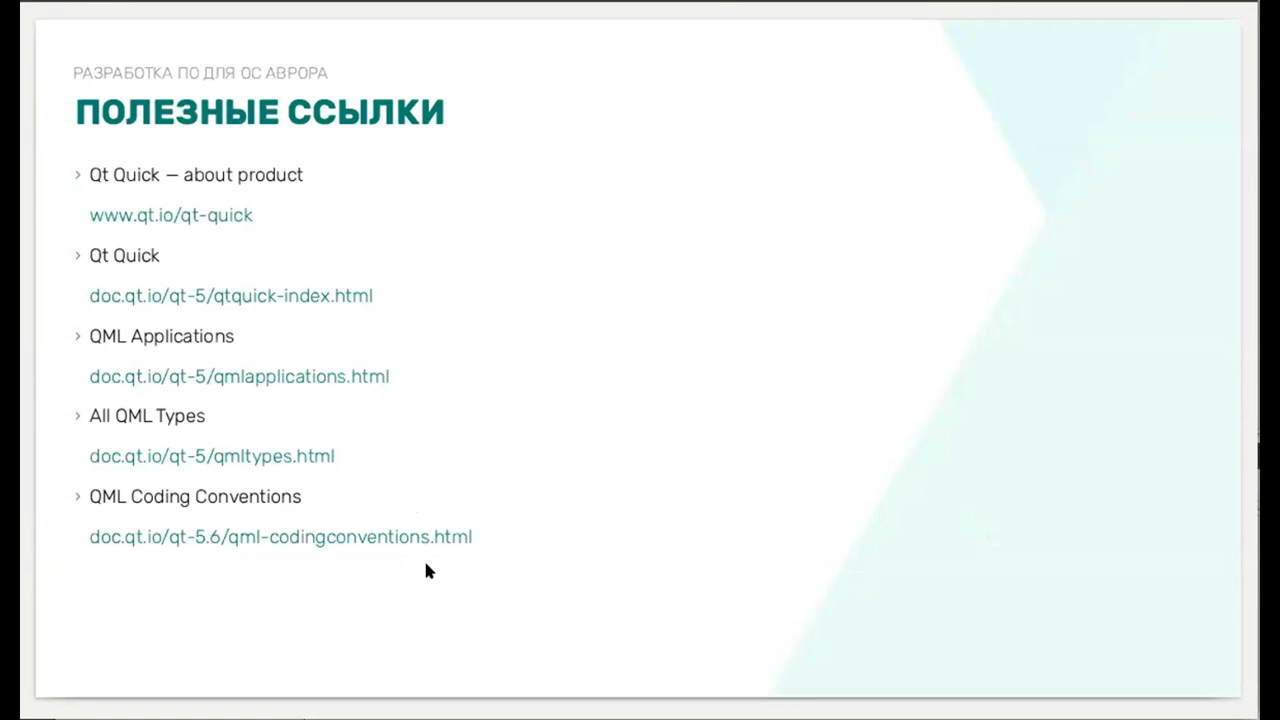 РАЗРАБОТКА ПО ДЛЯ ОС АВРОРА
ПОЛЕЗНЫЕ ССЫЛКИ
› Qt Quick — about product
www.qt.io/qt-quick
› Qt Quick
doc.qt.io/qt-5/qtquick-index.html
› QML Applications
doc.qt.io/qt-5/qmlapplications.html
› All QML Types
doc.qt.io/qt-5/qmltypes.html
› QML Coding Conventions
doc.qt.io/qt-5.6/qml-codingconventions.html